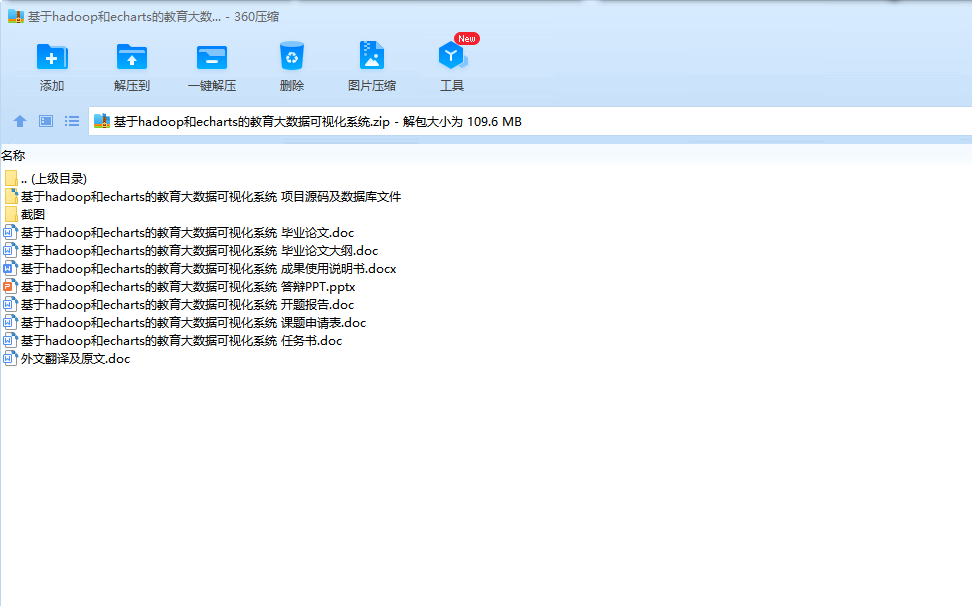 基于hadoop和echarts的教育大数... - 360压缩
New
添加 解压到 一键解压 删除 图片压缩 工具
基于hadoop和echarts的教育大数据可视化系统.zip - 解包大小为 109.6 MB
名称
.. (上级目录)
基于hadoop和echarts的教育大数据可视化系统 项目源码及数据库文件
截图
基于hadoop和echarts的教育大数据可视化系统 毕业论文.doc
基于hadoop和echarts的教育大数据可视化系统 毕业论文大纲.doc
基于hadoop和echarts的教育大数据可视化系统 成果使用说明书.docx
基于hadoop和echarts的教育大数据可视化系统 答辩PPT.pptx
基于hadoop和echarts的教育大数据可视化系统 开题报告.doc
基于hadoop和echarts的教育大数据可视化系统 课题申请表.doc
基于hadoop和echarts的教育大数据可视化系统 任务书.doc
外文翻译及原文.doc